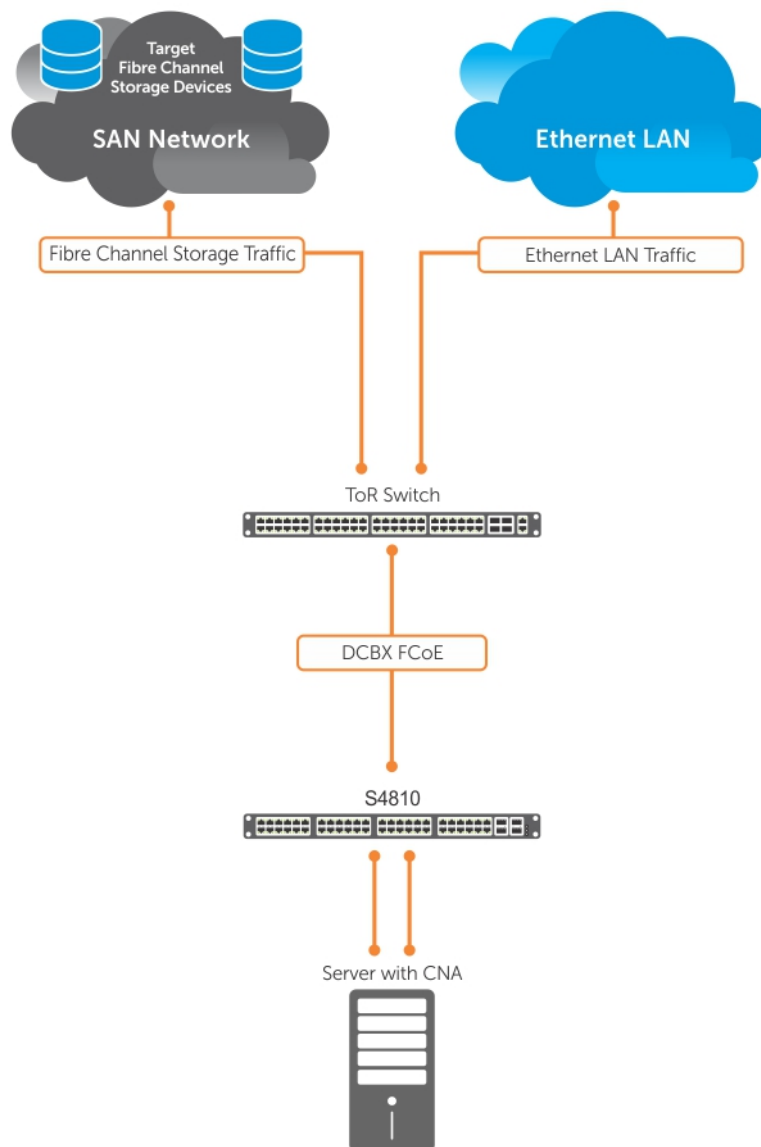 Target
Fibre Channel
Storage Devices
SAN Network
Ethernet LAN
Fibre Channel Storage Traffic
Ethernet LAN Traffic
ToR Switch
DCBX FCoE
S4810
Server with CNA